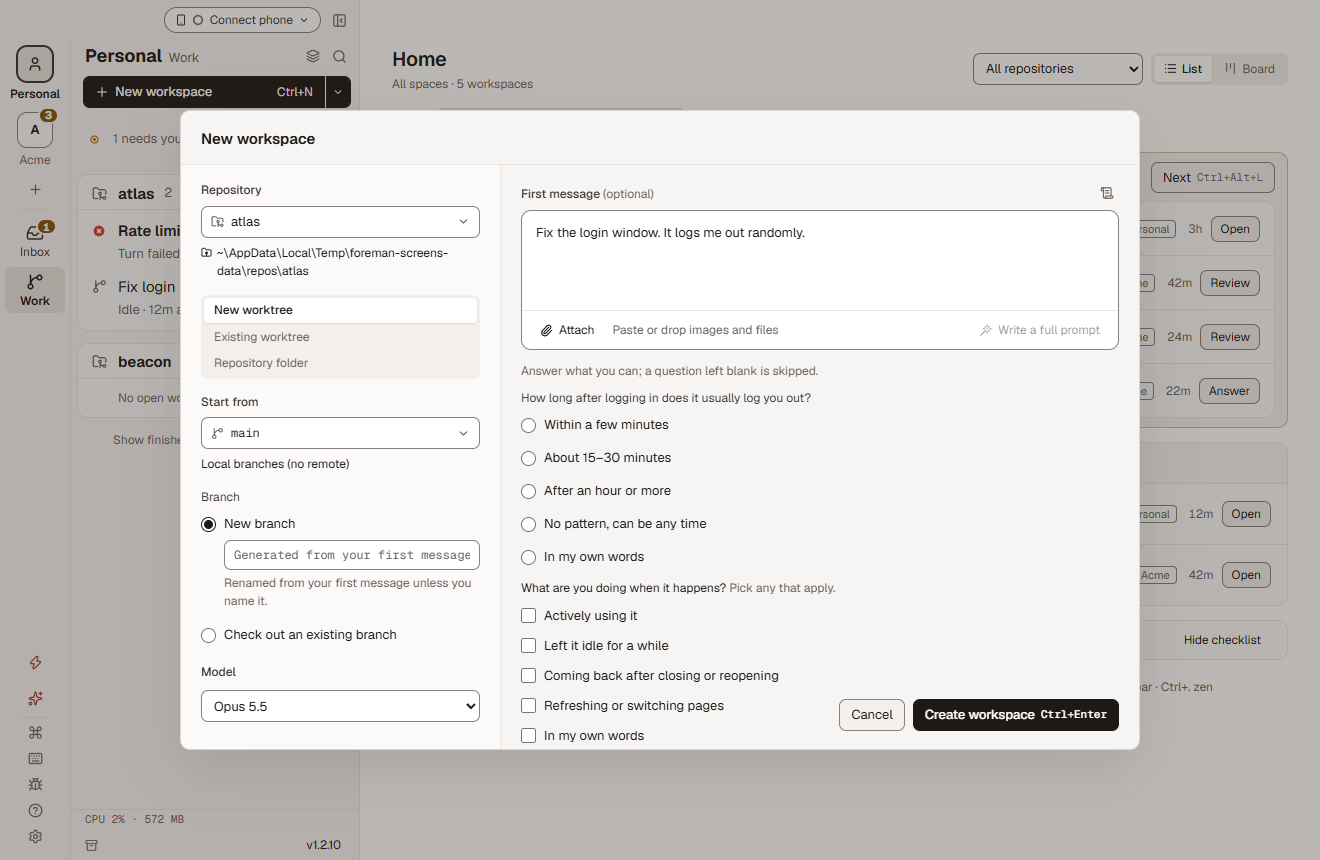 Connect phone
Personal Work
Personal
New workspace Ctrl+N
3
A
Acme
1 needs you
1
Inbox
Work
atlas 2
Rate limi
Turn failed
Fix login
Idle · 12m a
beacon
No open wo
Show finishe
CPU 2% · 572 MB
v1.2.10
Home
All spaces · 5 workspaces
All repositories
List
Board
Next Ctrl+Alt+L
3h Open
42m Review
24m Review
22m Answer
12m Open
Acme 42m Open
Hide checklist
· Ctrl+. zen
New workspace
Repository
atlas
~\AppData\Local\Temp\foreman-screens-
data\repos\atlas
New worktree
Existing worktree
Repository folder
Start from
main
Local branches (no remote)
Branch
New branch
Generated from your first message
Renamed from your first message unless you
name it.
Check out an existing branch
Model
Opus 5.5
First message (optional)
Fix the login window. It logs me out randomly.
Attach Paste or drop images and files Write a full prompt
Answer what you can; a question left blank is skipped.
How long after logging in does it usually log you out?
Within a few minutes
About 15–30 minutes
After an hour or more
No pattern, can be any time
In my own words
What are you doing when it happens? Pick any that apply.
Actively using it
Left it idle for a while
Coming back after closing or reopening
Refreshing or switching pages
In my own words
Cancel
Create workspace Ctrl+Enter